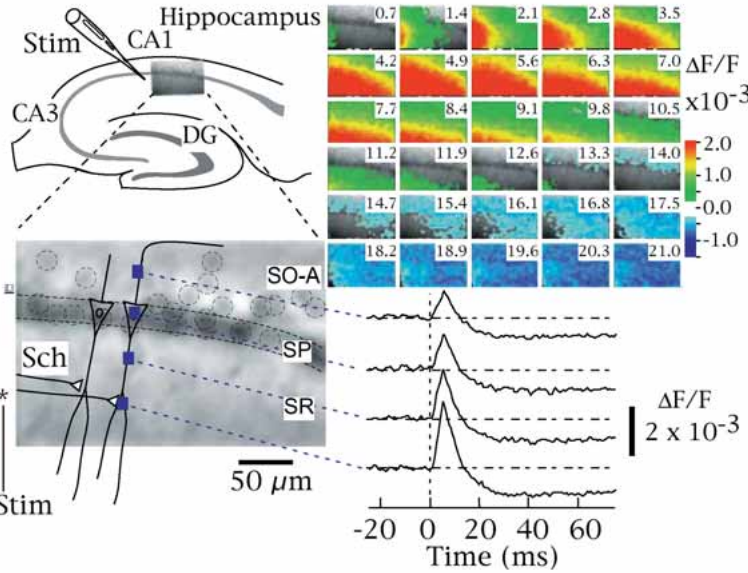 Hippocampus
Stim
CA1
CA3
DG
0.7 1.4 2.1 2.8 3.5
4.2 4.9 5.6 6.3 7.0
7.7 8.4 9.1 9.8 10.5
11.2 11.9 12.6 13.3 14.0
14.7 15.4 16.1 16.8 17.5
18.2 18.9 19.6 20.3 21.0
ΔF/F
x10⁻³
2.0
-0.0
-1.0
SO-A
SP
SR
Sch
*
Stim
50 µm
ΔF/F
2 x 10⁻³
-20 0 20 40 60
Time (ms)